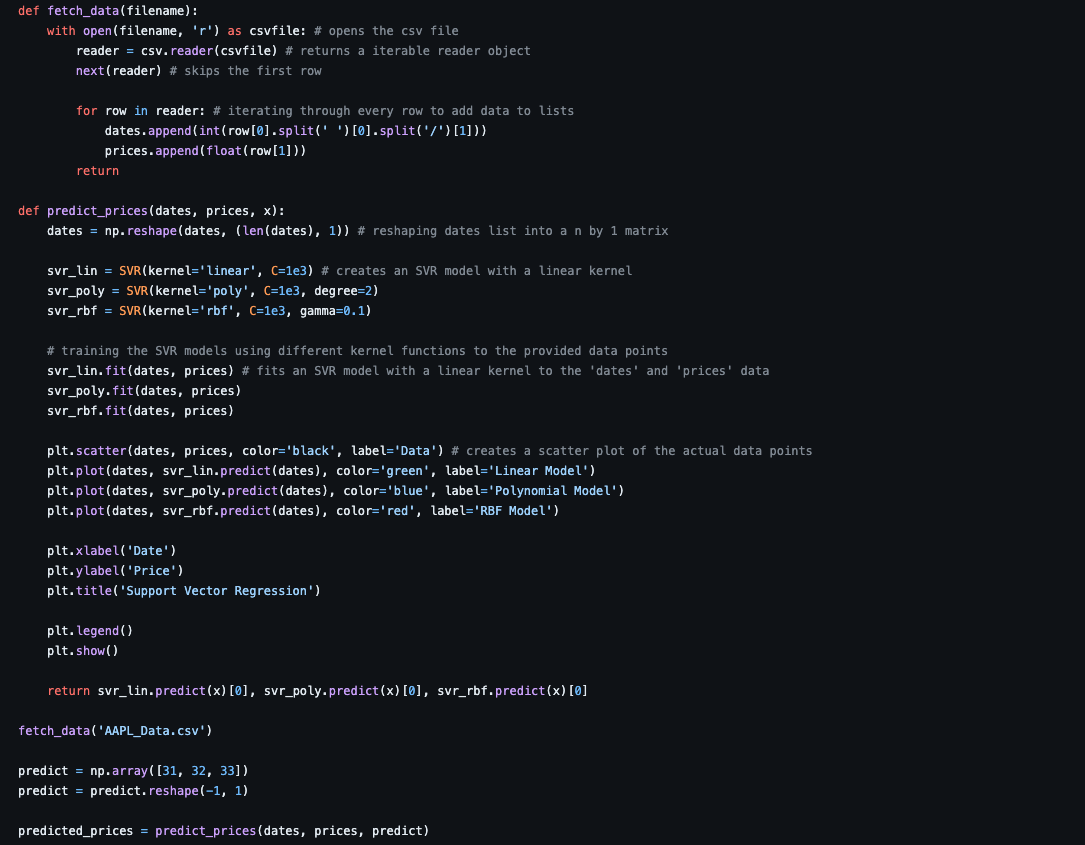 def fetch_data(filename):
    with open(filename, 'r') as csvfile: # opens the csv file
        reader = csv.reader(csvfile) # returns a iterable reader object
        next(reader) # skips the first row

        for row in reader: # iterating through every row to add data to lists
            dates.append(int(row[0].split(' ')[0].split('/')[1]))
            prices.append(float(row[1]))
        return

def predict_prices(dates, prices, x):
    dates = np.reshape(dates, (len(dates), 1)) # reshaping dates list into a n by 1 matrix

    svr_lin = SVR(kernel='linear', C=1e3) # creates an SVR model with a linear kernel
    svr_poly = SVR(kernel='poly', C=1e3, degree=2)
    svr_rbf = SVR(kernel='rbf', C=1e3, gamma=0.1)

    # training the SVR models using different kernel functions to the provided data points
    svr_lin.fit(dates, prices) # fits an SVR model with a linear kernel to the 'dates' and 'prices' data
    svr_poly.fit(dates, prices)
    svr_rbf.fit(dates, prices)

    plt.scatter(dates, prices, color='black', label='Data') # creates a scatter plot of the actual data points
    plt.plot(dates, svr_lin.predict(dates), color='green', label='Linear Model')
    plt.plot(dates, svr_poly.predict(dates), color='blue', label='Polynomial Model')
    plt.plot(dates, svr_rbf.predict(dates), color='red', label='RBF Model')

    plt.xlabel('Date')
    plt.ylabel('Price')
    plt.title('Support Vector Regression')

    plt.legend()
    plt.show()

    return svr_lin.predict(x)[0], svr_poly.predict(x)[0], svr_rbf.predict(x)[0]

fetch_data('AAPL_Data.csv')

predict = np.array([31, 32, 33])
predict = predict.reshape(-1, 1)

predicted_prices = predict_prices(dates, prices, predict)